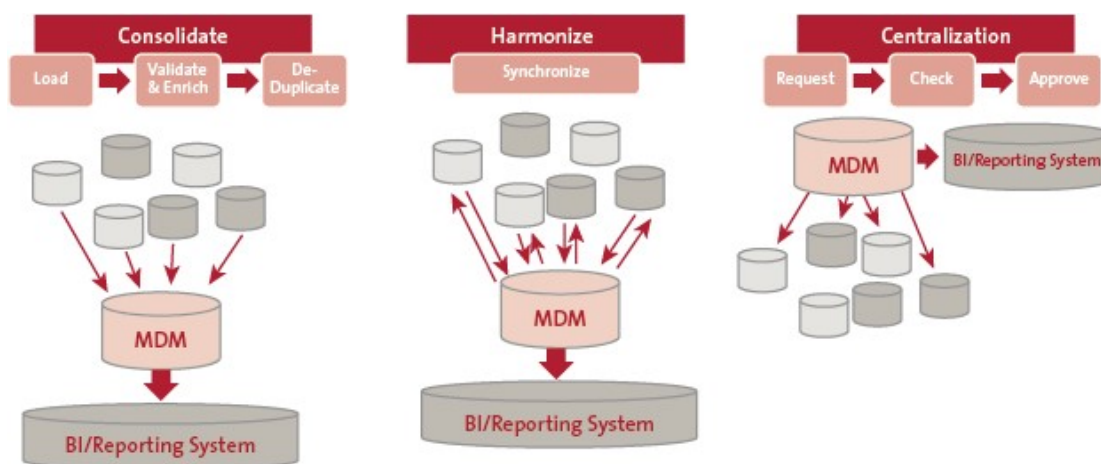 Consolidate
Load
Validate
& Enrich
De-
Duplicate
MDM
BI/Reporting System
Harmonize
Synchronize
MDM
BI/Reporting System
Centralization
Request
Check
Approve
MDM
BI/Reporting System